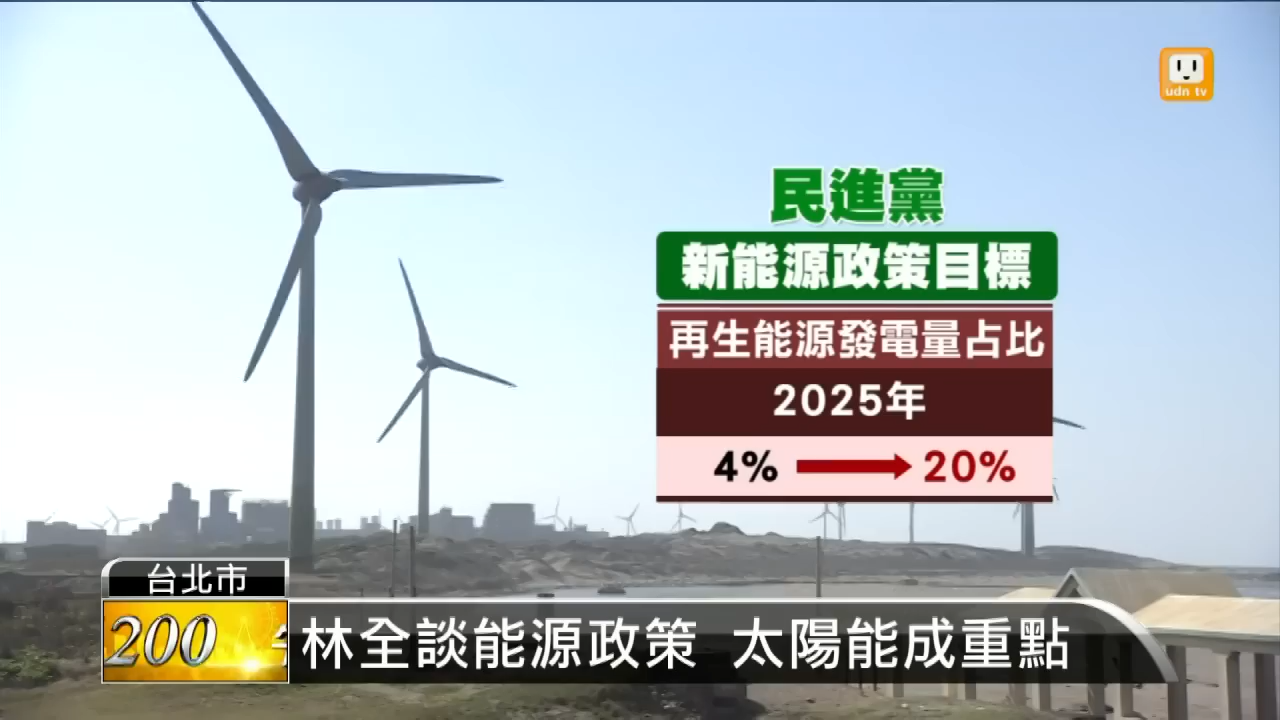 udn tv
民進黨
新能源政策目標
再生能源發電量占比
2025年
4% 20%
台北市
200
林全談能源政策 太陽能成重點